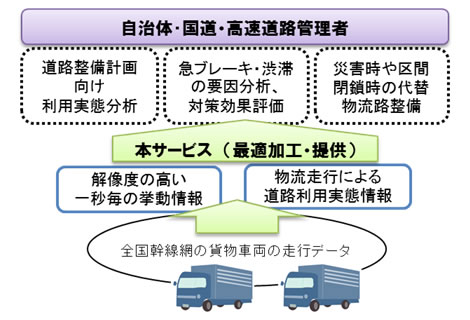 自治体・国道・高速道路管理者
道路整備計画
向け
利用実態分析
急ブレーキ・渋滞
の要因分析、
対策効果評価
災害時や区間
閉鎖時の代替
物流路整備
本サービス（最適加工・提供）
解像度の高い
一秒毎の挙動情報
物流走行による
道路利用実態情報
全国幹線網の貨物車両の走行データ